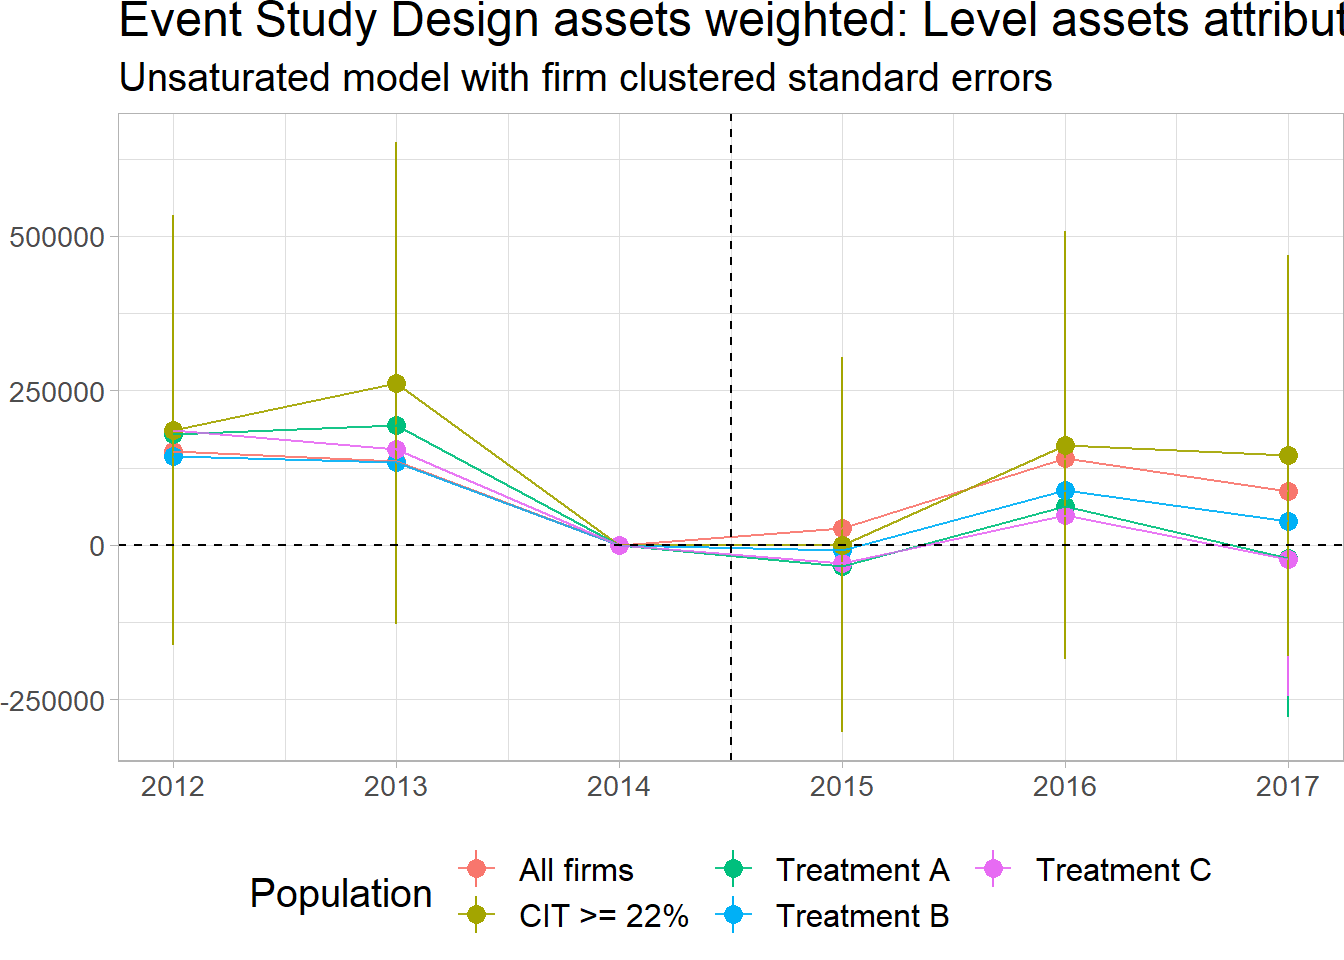 Event Study Design assets weighted: Level assets
Unsaturated model with firm clustered standard errors
500000
250000
0
-250000
2012 2013 2014 2015 2016 2017
Population
All firms Treatment A Treatment C
CIT >= 22% Treatment B